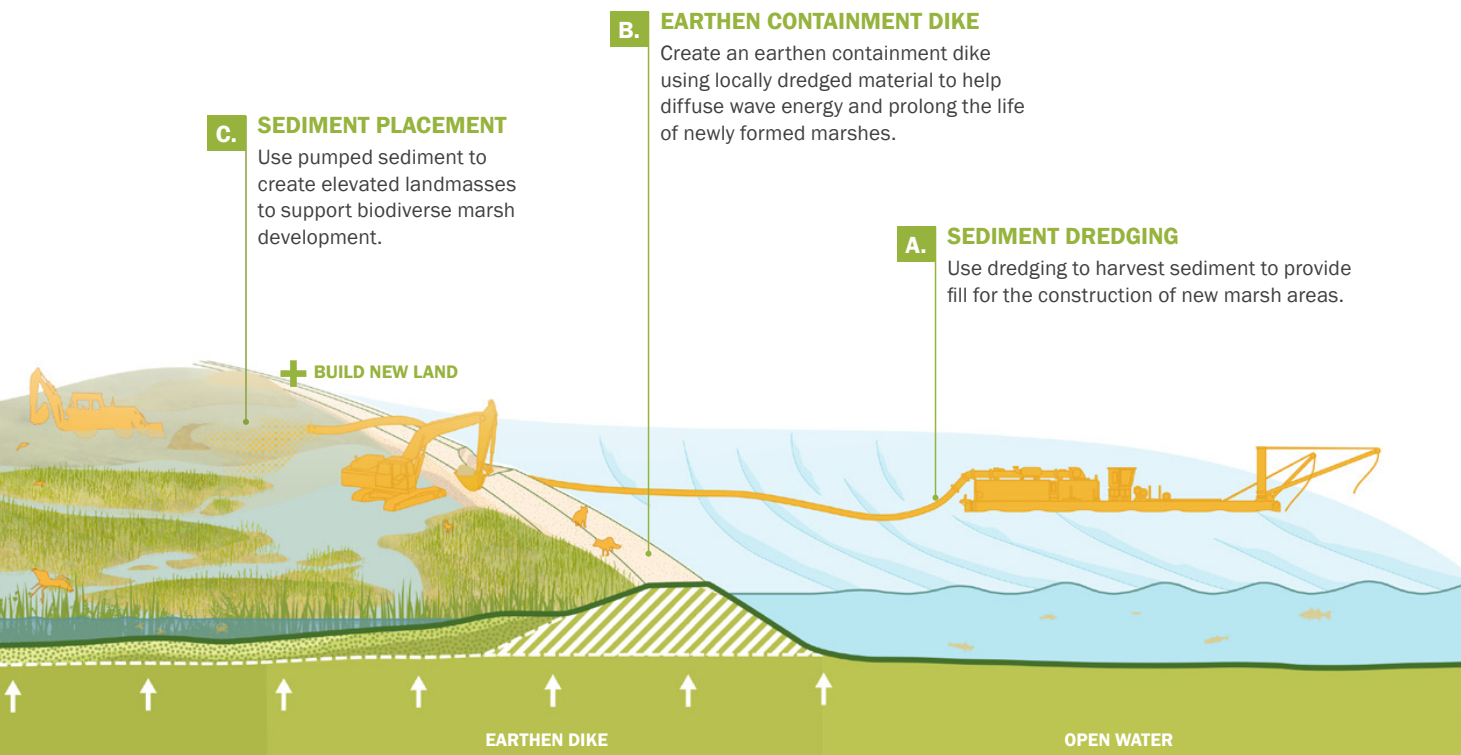 B.
EARTHEN CONTAINMENT DIKE
Create an earthen containment dike
using locally dredged material to help
diffuse wave energy and prolong the life
of newly formed marshes.
C.
SEDIMENT PLACEMENT
Use pumped sediment to
create elevated landmasses
to support biodiverse marsh
development.
A.
SEDIMENT DREDGING
Use dredging to harvest sediment to provide
fill for the construction of new marsh areas.
BUILD NEW LAND
EARTHEN DIKE
OPEN WATER